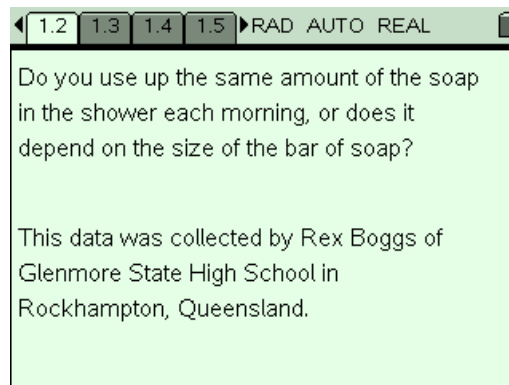 1.2 1.3 1.4 1.5 RAD AUTO REAL
Do you use up the same amount of the soap
in the shower each morning, or does it
depend on the size of the bar of soap?
This data was collected by Rex Boggs of
Glenmore State High School in
Rockhampton, Queensland.